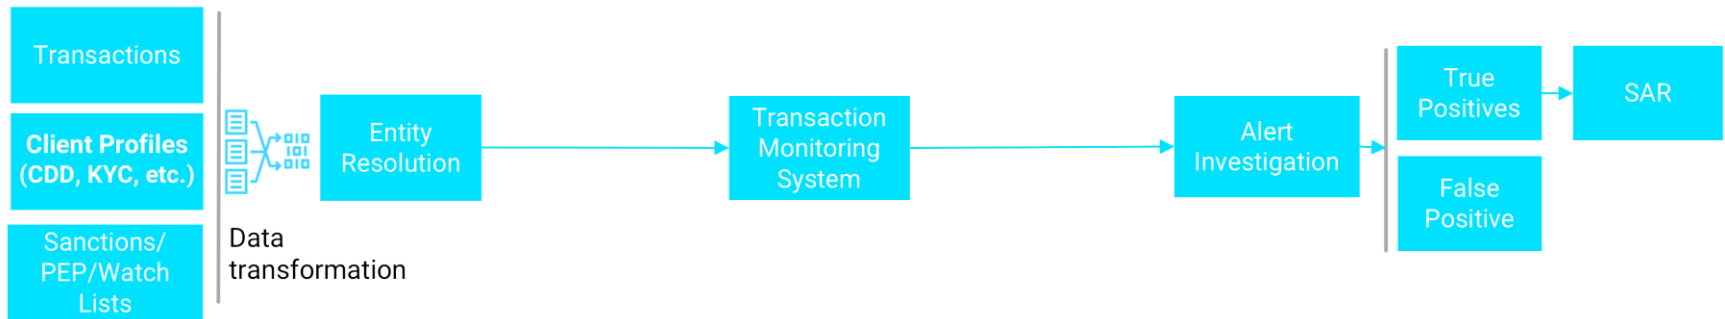 Transactions
Client Profiles
(CDD, KYC, etc.)
Sanctions/
PEP/Watch
Lists
Data
transformation
Entity
Resolution
Transaction
Monitoring
System
Alert
Investigation
True
Positives
False
Positive
SAR